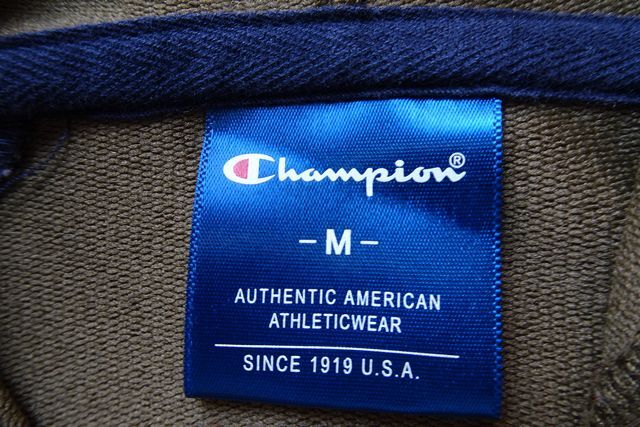 Champion®
- M -
AUTHENTIC AMERICAN
ATHLETICWEAR
SINCE 1919 U.S.A.